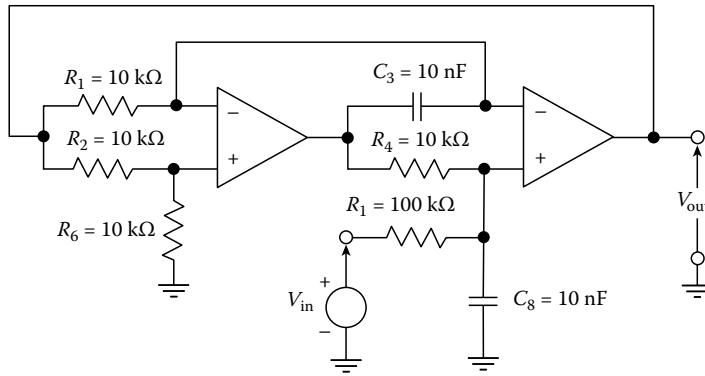 R1 = 10 kΩ
C3 = 10 nF
−
−
R2 = 10 kΩ
R4 = 10 kΩ
+
+
R1 = 100 kΩ
Vout
R6 = 10 kΩ
+
Vin
−
C8 = 10 nF